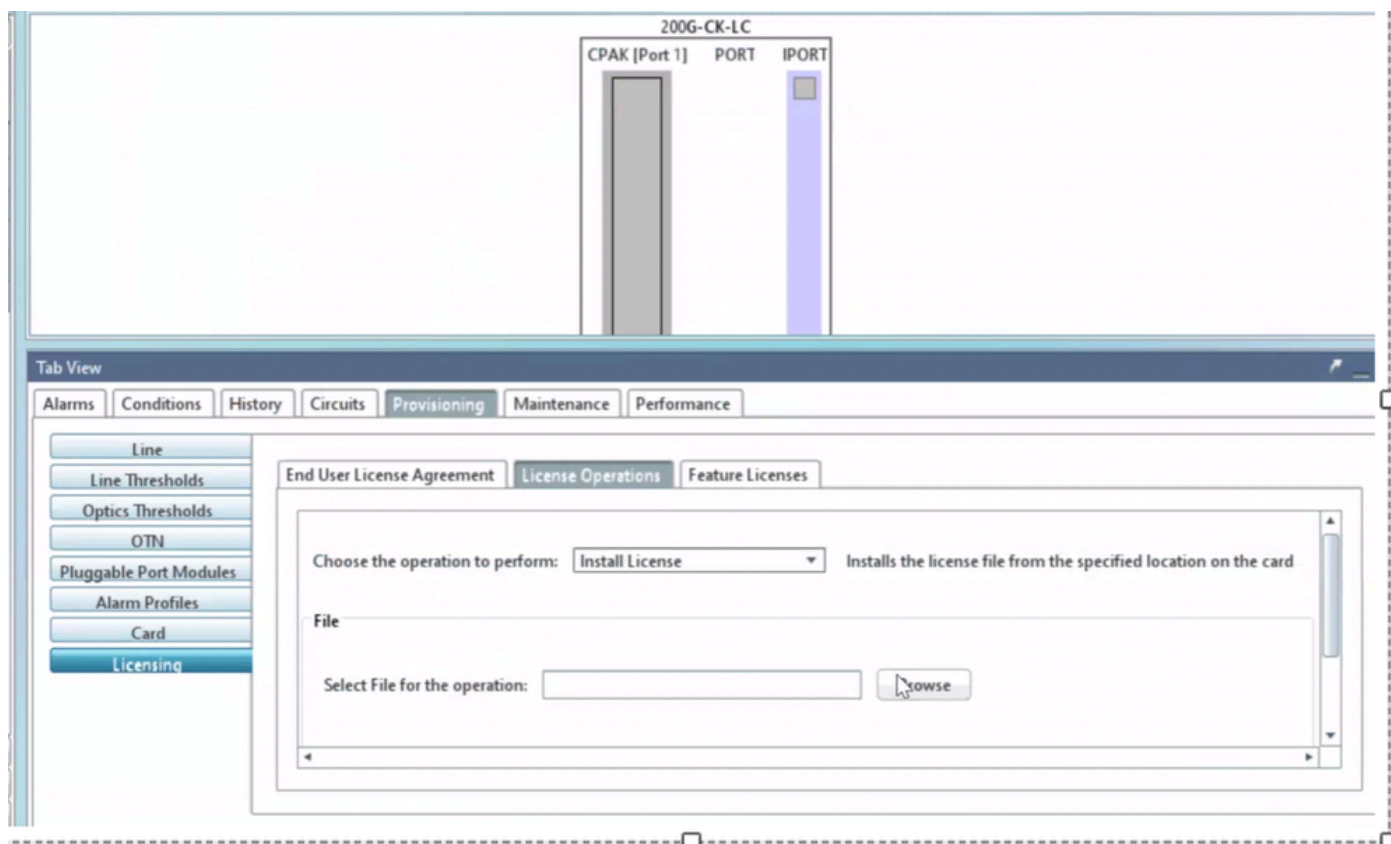 200G-CK-LC
CPAK [Port 1] PORT IPORT
Tab View
Alarms Conditions History Circuits Provisioning Maintenance Performance
Line
Line Thresholds
Optics Thresholds
OTN
Pluggable Port Modules
Alarm Profiles
Card
Licensing
End User License Agreement License Operations Feature Licenses
Choose the operation to perform: Install License Installs the license file from the specified location on the card
File
Select File for the operation: Browse